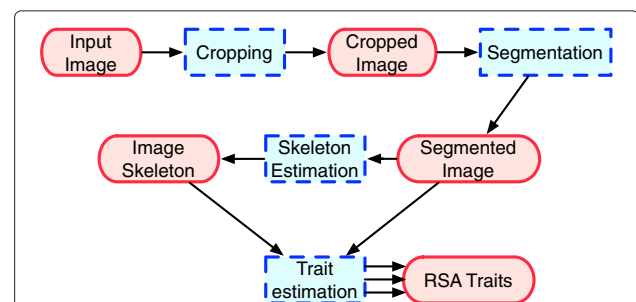 Input
Image
Cropping
Cropped
Image
Segmentation
Image
Skeleton
Skeleton
Estimation
Segmented
Image
Trait
estimation
RSA Traits